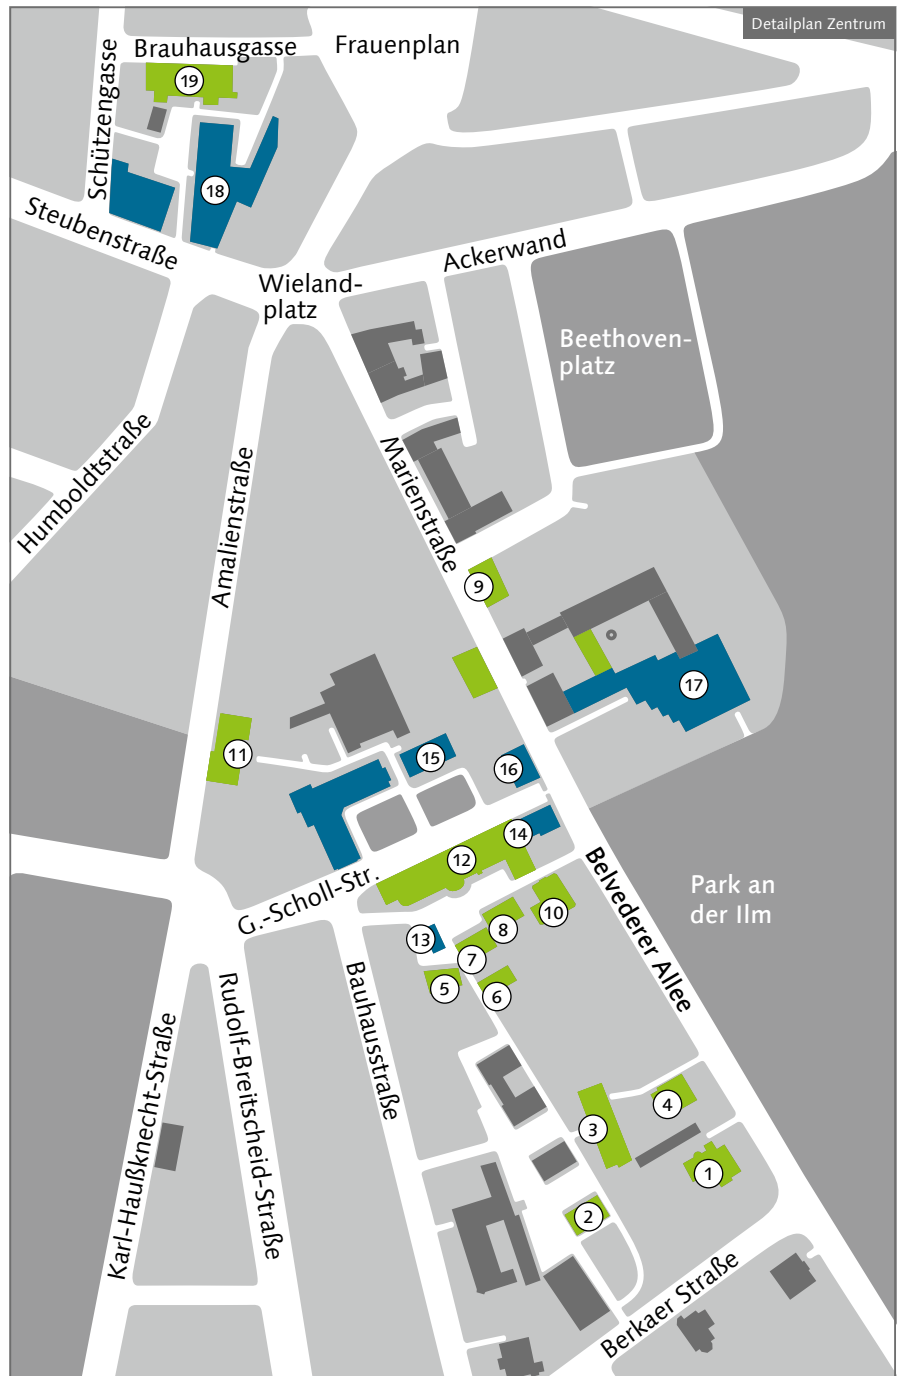 Detailplan Zentrum
Brauhausgasse
Frauenplan
Schützengasse
19
18
Steubenstraße
Ackerwand
Wieland-
platz
Beethoven-
platz
Humboldtstraße
Amalienstraße
Marienstraße
9
17
11
15
16
14
12
G.-Scholl-Str.
Belvederer Allee
Park an
der Ilm
10
8
13
7
5
6
Bauhausstraße
Rudolf-Breitscheid-Straße
Karl-Haußknecht-Straße
4
3
1
2
Berkaer Straße